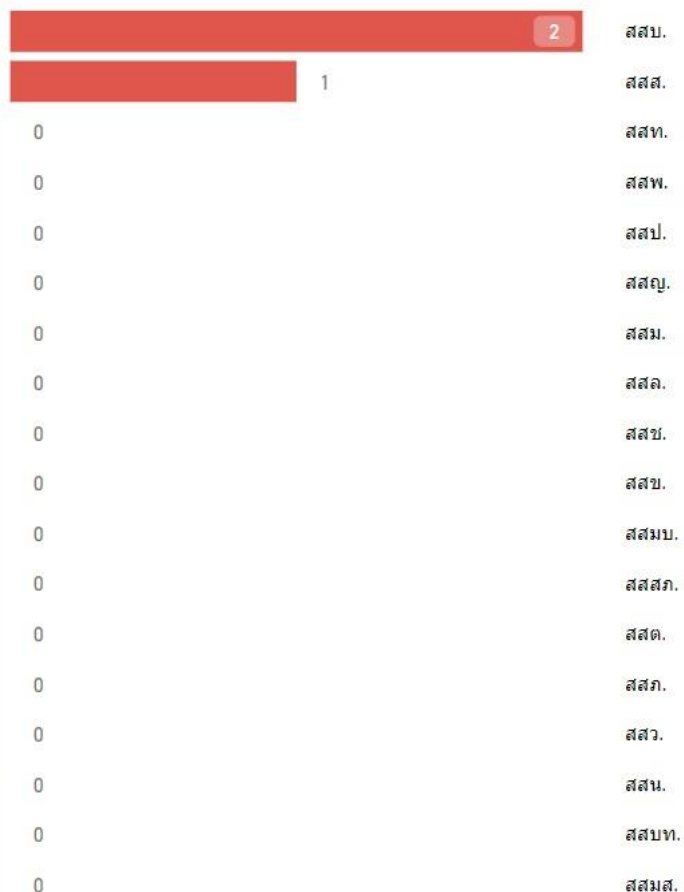 2 สสบ.
1 สสส.
0 สสท.
0 สสพ.
0 สสป.
0 สสญ.
0 สสม.
0 สสล.
0 สสช.
0 สสข.
0 สสมบ.
0 สสสภ.
0 สสต.
0 สสภ.
0 สสว.
0 สสน.
0 สสบท.
0 สสมส.